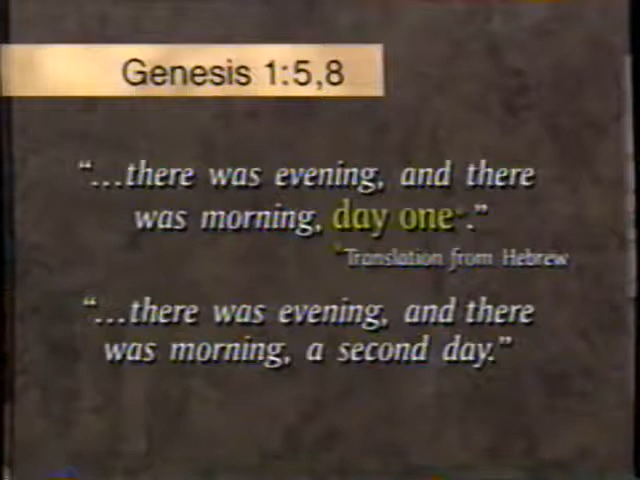 Genesis 1:5,8
“...there was evening, and there
was morning, day one*.”
*Translation from Hebrew
“...there was evening, and there
was morning, a second day.”